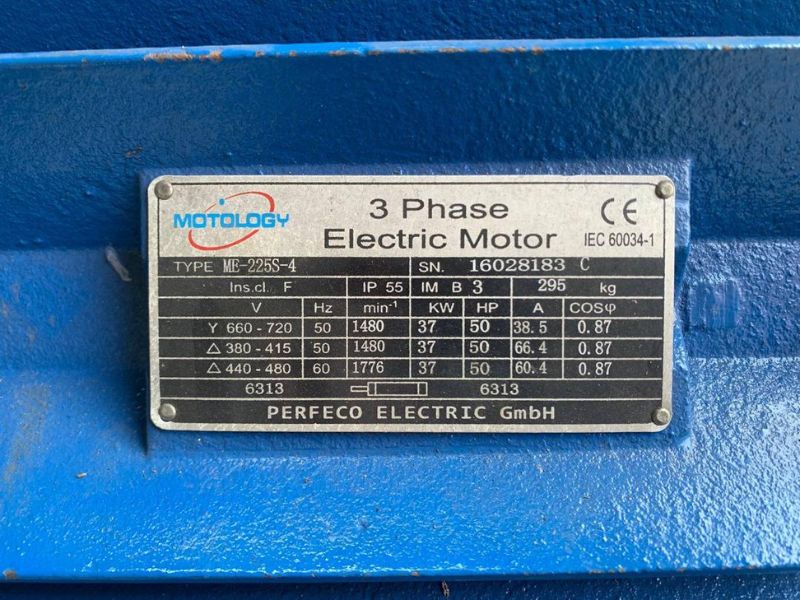 MOTOLOGY
3 Phase
Electric Motor
CE
IEC 60034-1
TYPE ME-225S-4 SN. 16028183 C
Ins.cl. F IP 55 IM B 3 295 kg
V Hz min⁻¹ KW HP A COSφ
Y 660 - 720 50 1480 37 50 38.5 0.87
△ 380 - 415 50 1480 37 50 66.4 0.87
△ 440 - 480 60 1776 37 50 60.4 0.87
6313 6313
PERFECO ELECTRIC GmbH